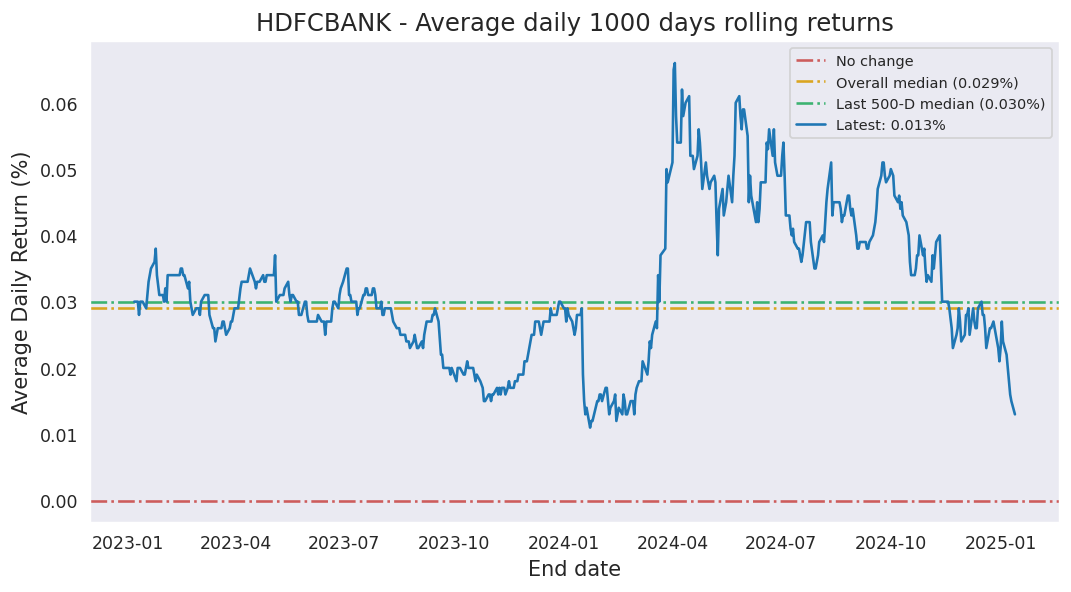 HDFCBANK - Average daily 1000 days rolling returns
No change
Overall median (0.029%)
Last 500-D median (0.030%)
Latest: 0.013%
Average Daily Return (%)
0.06
0.05
0.04
0.03
0.02
0.01
0.00
2023-01 2023-04 2023-07 2023-10 2024-01 2024-04 2024-07 2024-10 2025-01
End date